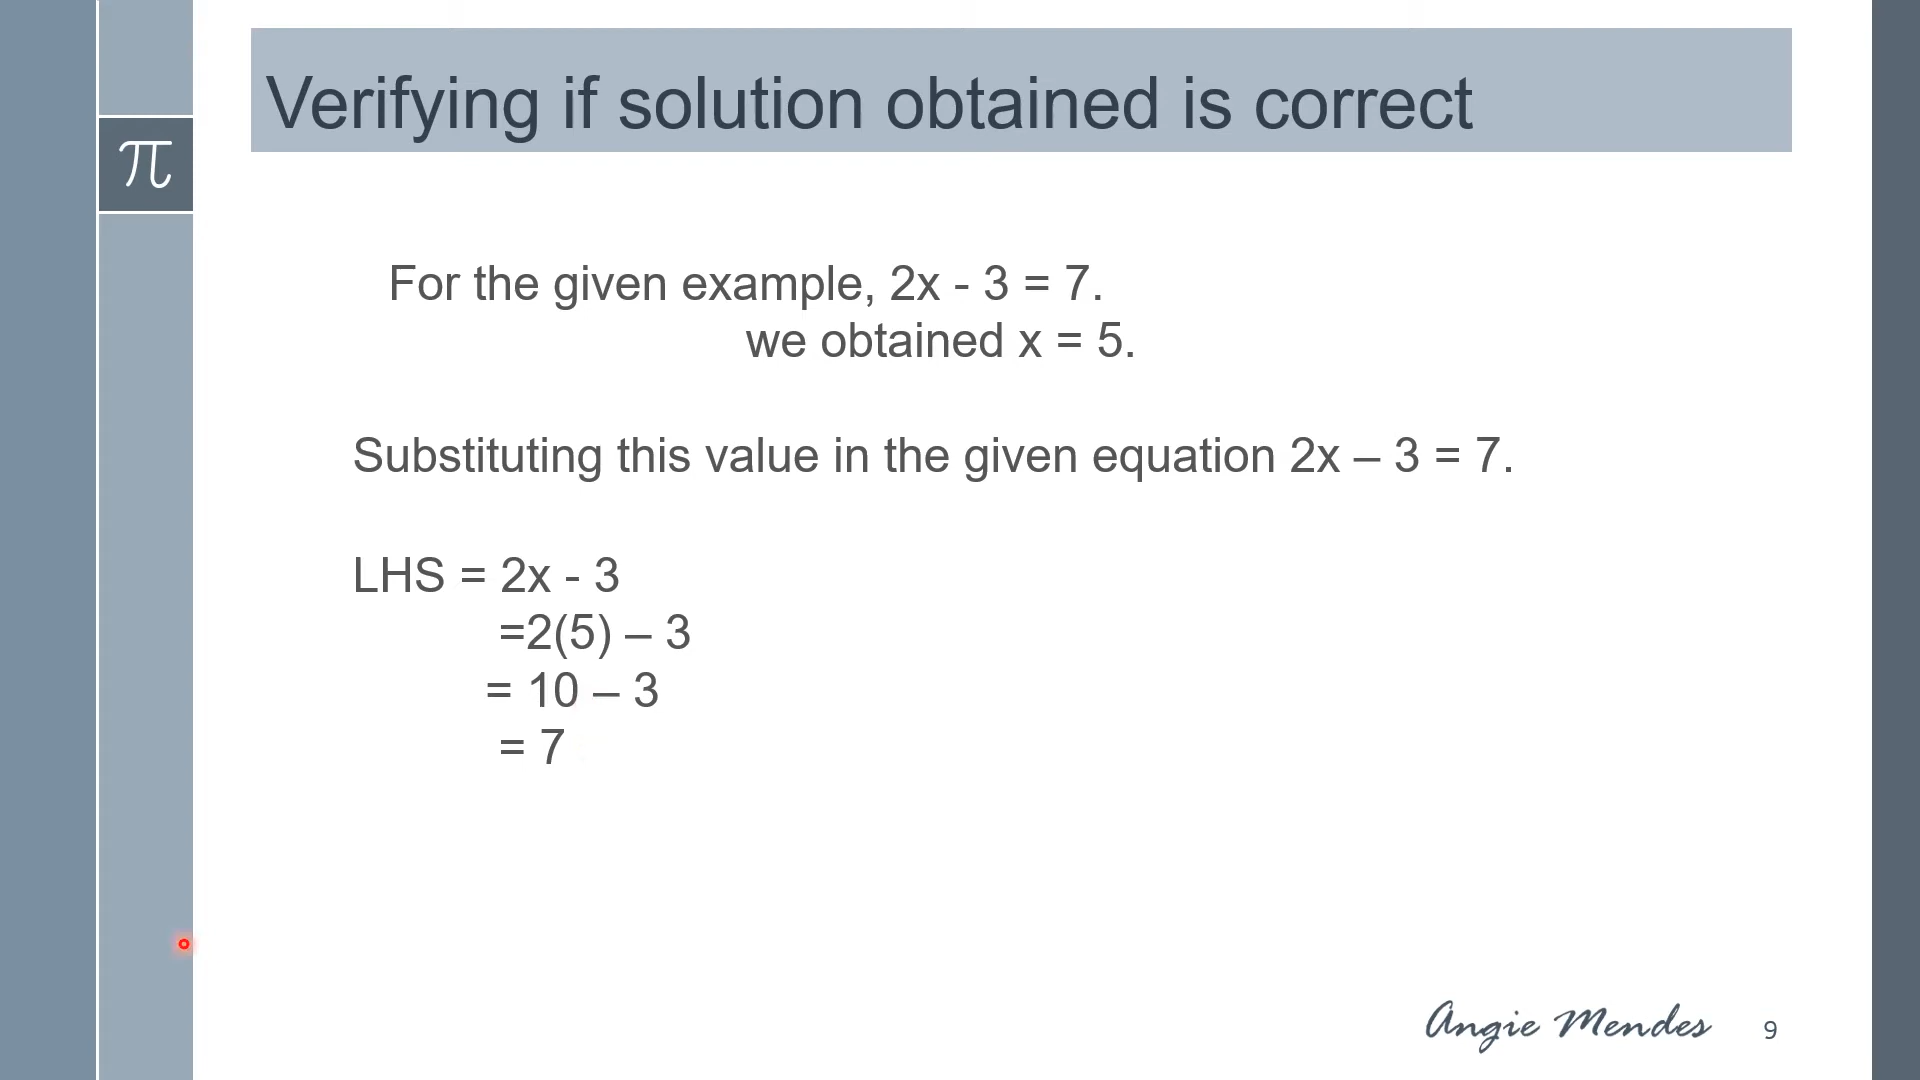 Verifying if solution obtained is correct
π
For the given example, 2x - 3 = 7.
we obtained x = 5.
Substituting this value in the given equation 2x – 3 = 7.
LHS = 2x - 3
=2(5) – 3
= 10 – 3
= 7
Angie Mendes
9